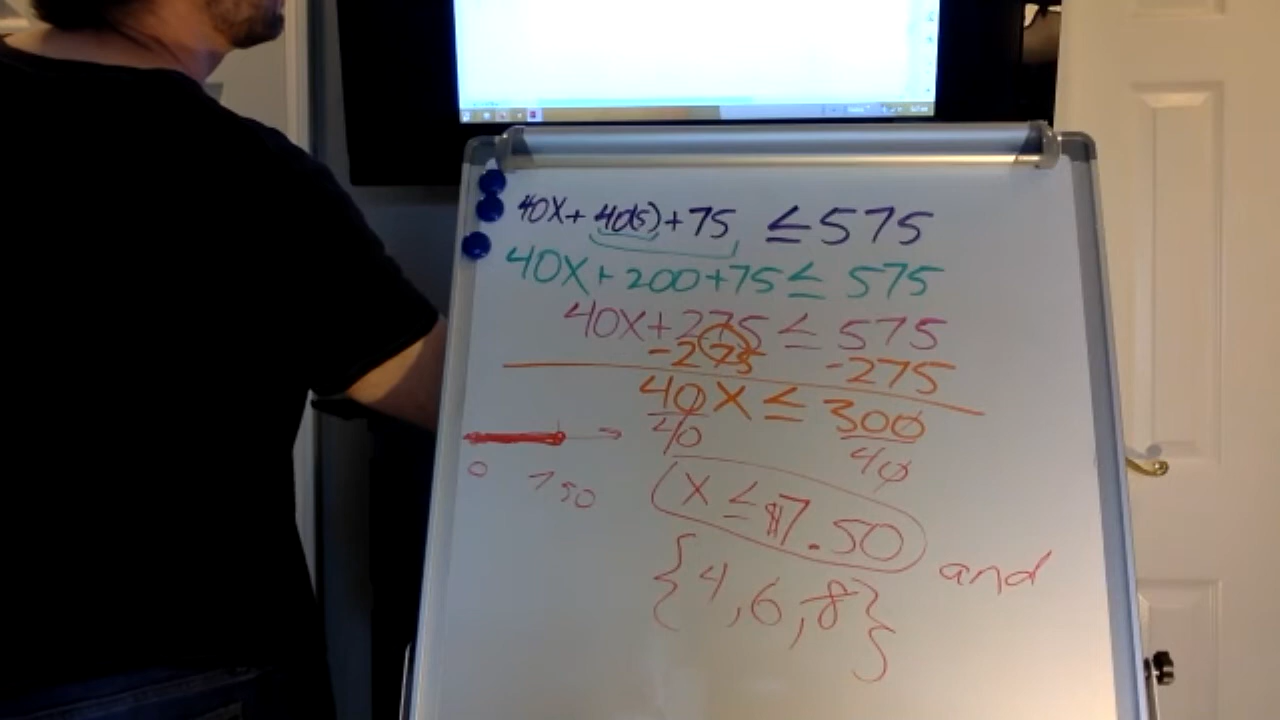 40X+40(5)+75 ≤575
40X+200+75≤ 575
40X+275 ≤ 575
-275 -275
40X ≤ 300
40 40
0 7 50
X ≤ $7.50
and
{4,6,8}